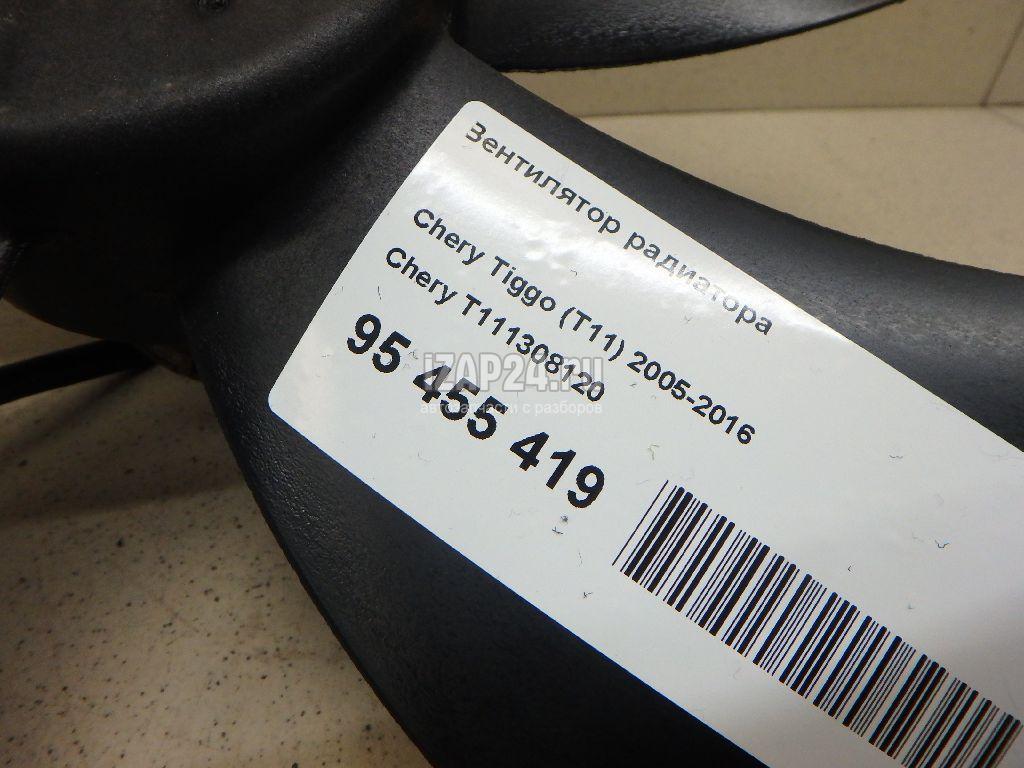 Вентилятор радиатора
Chery Tiggo (T11) 2005-2016
Chery T111308120
95 455 419
iZAP24.ru
автозапчасти с разборов